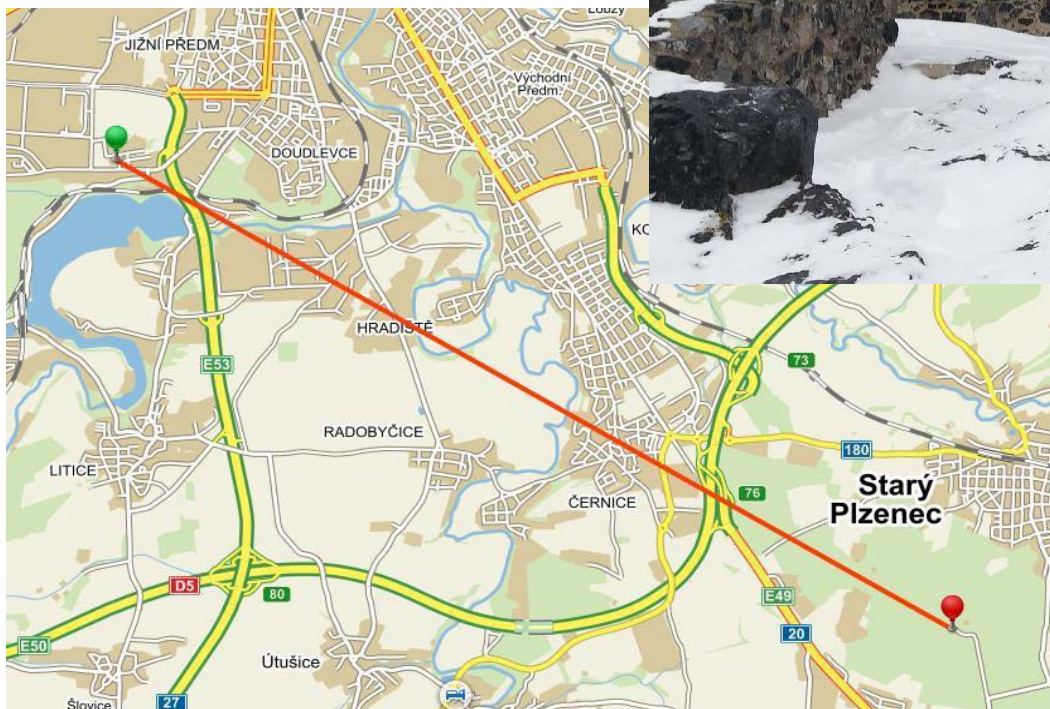 Lobzy
JIŽNÍ PŘEDM.
Východní
Předm.
DOUDLEVCE
KO
HRADIŠTĚ
E53
73
RADOBYČICE
180
LITICE
Starý
Plzenec
76
ČERNICE
D5
80
E49
E50
20
Útušice
27
Šlovice